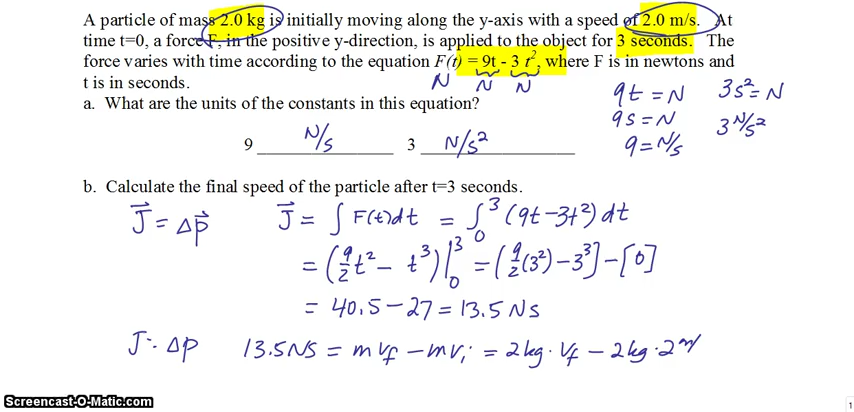 A particle of mass 2.0 kg is initially moving along the y-axis with a speed of 2.0 m/s. At
time t=0, a force F, in the positive y-direction, is applied to the object for 3 seconds. The
force varies with time according to the equation F(t) = 9t - 3 t², where F is in newtons and
t is in seconds.
N N N
a. What are the units of the constants in this equation?
9t = N 3s² = N
9s = N 3 N/s²
9 = N/s
9 N/s 3 N/s²
b. Calculate the final speed of the particle after t=3 seconds.
J⃗ = Δp⃗ J⃗ = ∫ F(t)dt = ∫₀³ (9t-3t²) dt
= (9/2 t² - t³)|₀³ = (9/2(3²) - 3³] - [0]
= 40.5 - 27 = 13.5 NS
J = Δp 13.5NS = m vf - mvi = 2kg · vf - 2kg · 2 m/
Screencast-O-Matic.com
1